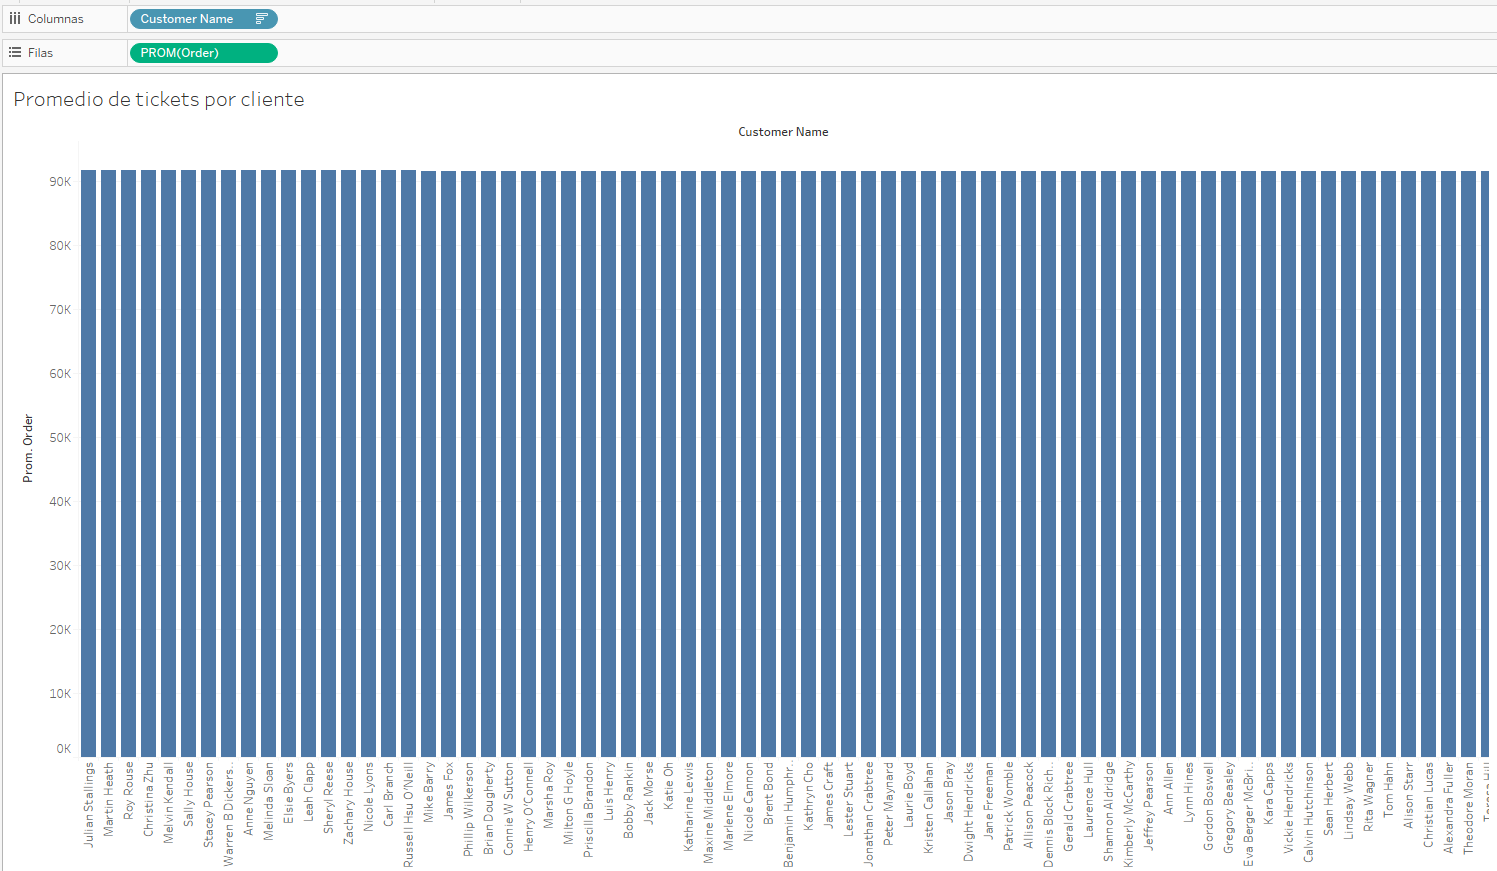 Columnas
Customer Name
Filas
PROM(Order)
Promedio de tickets por cliente
Customer Name
Prom. Order
90K
80K
70K
60K
50K
40K
30K
20K
10K
0K
Julian Stallings
Martin Heath
Roy Rouse
Christina Zhu
Melvin Kendall
Sally House
Stacey Pearson
Warren B Dickers..
Anne Nguyen
Melinda Sloan
Elsie Byers
Leah Clapp
Sheryl Reese
Zachary House
Nicole Lyons
Carl Branch
Russell Hsu O'Neill
Mike Barry
James Fox
Phillip Wilkerson
Brian Dougherty
Connie W Sutton
Henry O'Connell
Marsha Roy
Milton G Hoyle
Priscilla Brandon
Luis Henry
Bobby Rankin
Jack Morse
Katie Oh
Katharine Lewis
Maxine Middleton
Marlene Elmore
Nicole Cannon
Brent Bond
Benjamin Humphr..
Kathryn Cho
James Craft
Lester Stuart
Jonathan Crabtree
Peter Maynard
Laurie Boyd
Kristen Callahan
Jason Bray
Dwight Hendricks
Jane Freeman
Patrick Womble
Allison Peacock
Dennis Block Rich..
Gerald Crabtree
Laurence Hull
Shannon Aldridge
Kimberly McCarthy
Jeffrey Pearson
Ann Allen
Lynn Hines
Gordon Boswell
Gregory Beasley
Eva Berger McBri..
Kara Capps
Vickie Hendricks
Calvin Hutchinson
Sean Herbert
Lindsay Webb
Rita Wagner
Tom Hahn
Alison Starr
Christian Lucas
Alexandra Fuller
Theodore Moran